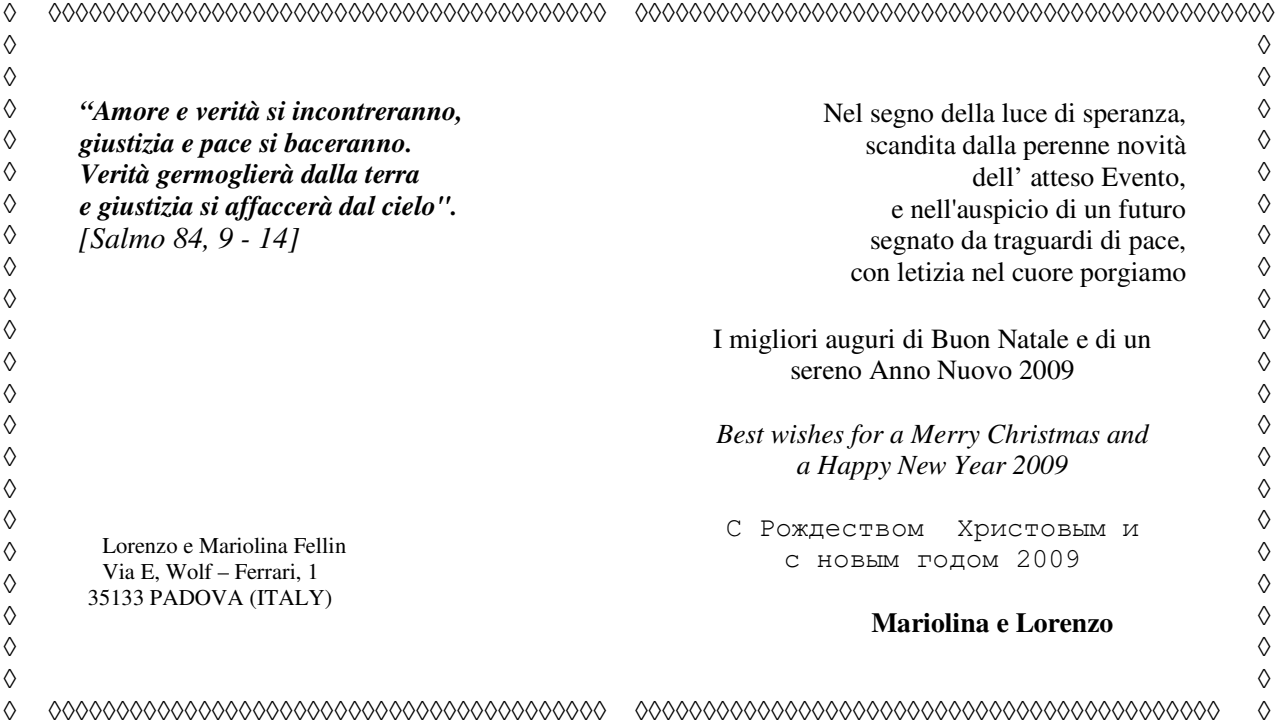 “Amore e verità si incontreranno,
giustizia e pace si baceranno.
Verità germoglierà dalla terra
e giustizia si affaccerà dal cielo".
[Salmo 84, 9 - 14]
Lorenzo e Mariolina Fellin
Via E, Wolf – Ferrari, 1
35133 PADOVA (ITALY)
Nel segno della luce di speranza,
scandita dalla perenne novità
dell’ atteso Evento,
e nell'auspicio di un futuro
segnato da traguardi di pace,
con letizia nel cuore porgiamo
I migliori auguri di Buon Natale e di un
sereno Anno Nuovo 2009
Best wishes for a Merry Christmas and
a Happy New Year 2009
С Рождеством  Христовым и
с новым годом 2009
Mariolina e Lorenzo